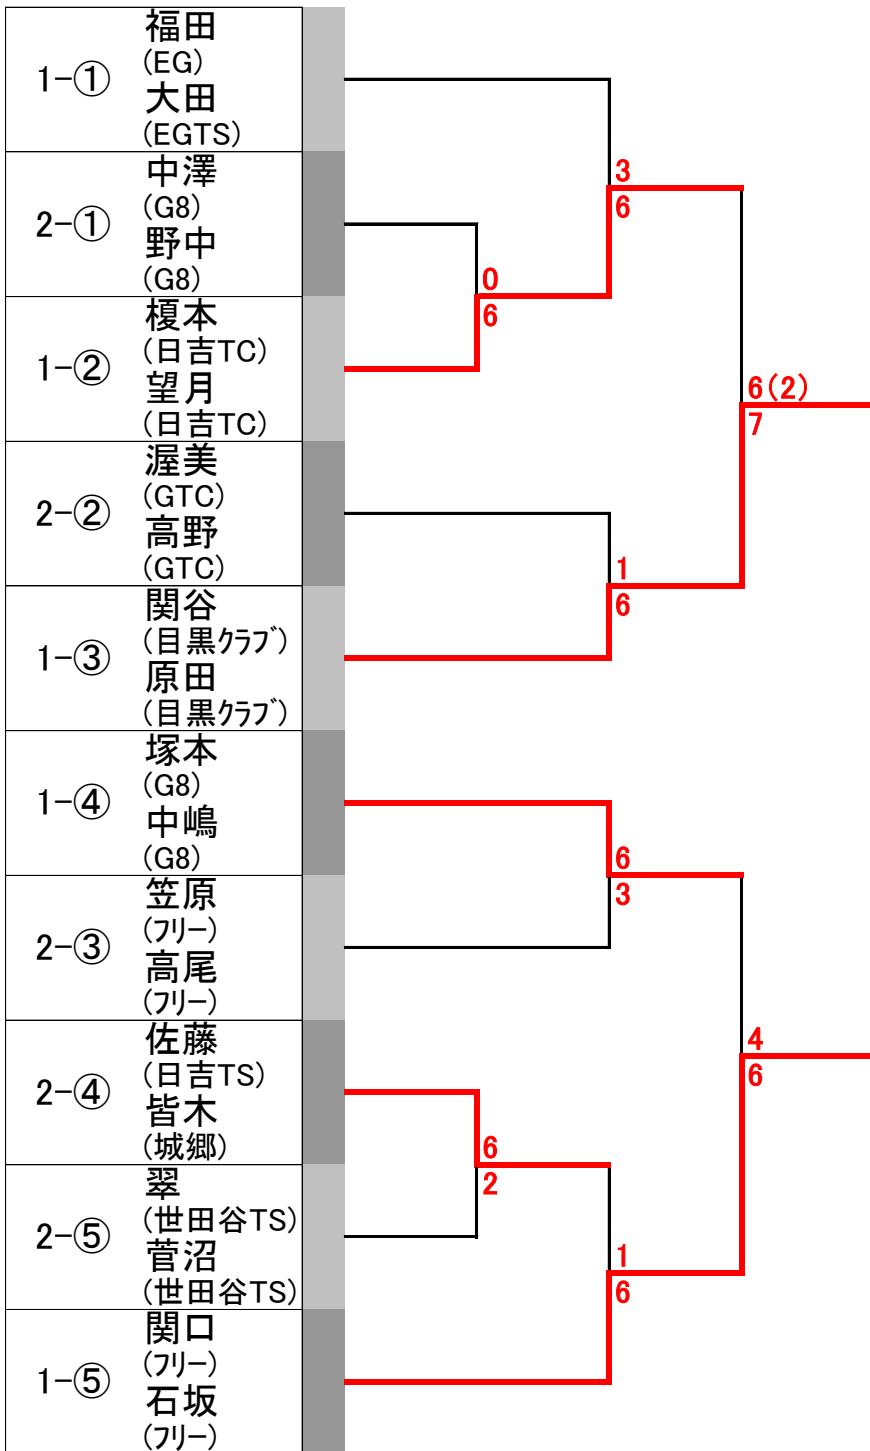 福田
(EG)
1-①
大田
(EGTS)
中澤
(G8)
2-①
野中
(G8)
榎本
(日吉TC)
1-②
望月
(日吉TC)
渥美
(GTC)
2-②
高野
(GTC)
関谷
(目黒ｸﾗﾌﾞ)
1-③
原田
(目黒ｸﾗﾌﾞ)
塚本
(G8)
1-④
中嶋
(G8)
笠原
(ﾌﾘｰ)
2-③
高尾
(ﾌﾘｰ)
佐藤
(日吉TS)
2-④
皆木
(城郷)
翠
(世田谷TS)
2-⑤
菅沼
(世田谷TS)
関口
(ﾌﾘｰ)
1-⑤
石坂
(ﾌﾘｰ)
0
6
6
2
3
6
1
6
6
3
1
6
6(2)
7
4
6